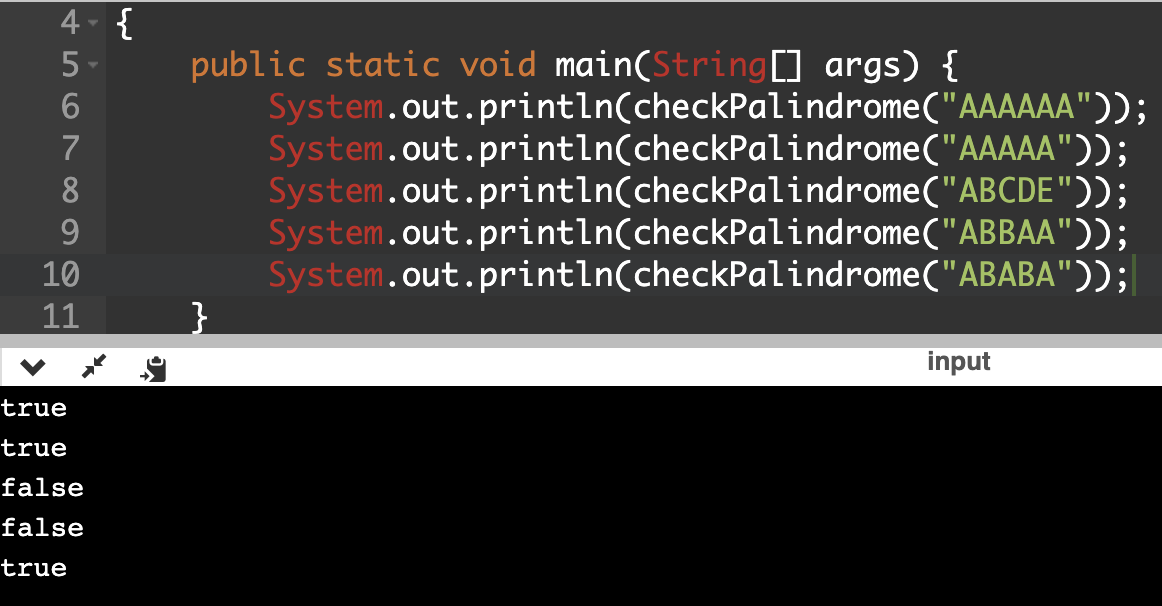 4 {
5 public static void main(String[] args) {
6 System.out.println(checkPalindrome("AAAAAA"));
7 System.out.println(checkPalindrome("AAAAA"));
8 System.out.println(checkPalindrome("ABCDE"));
9 System.out.println(checkPalindrome("ABBAA"));
10 System.out.println(checkPalindrome("ABABA"));
11 }
input
true
true
false
false
true